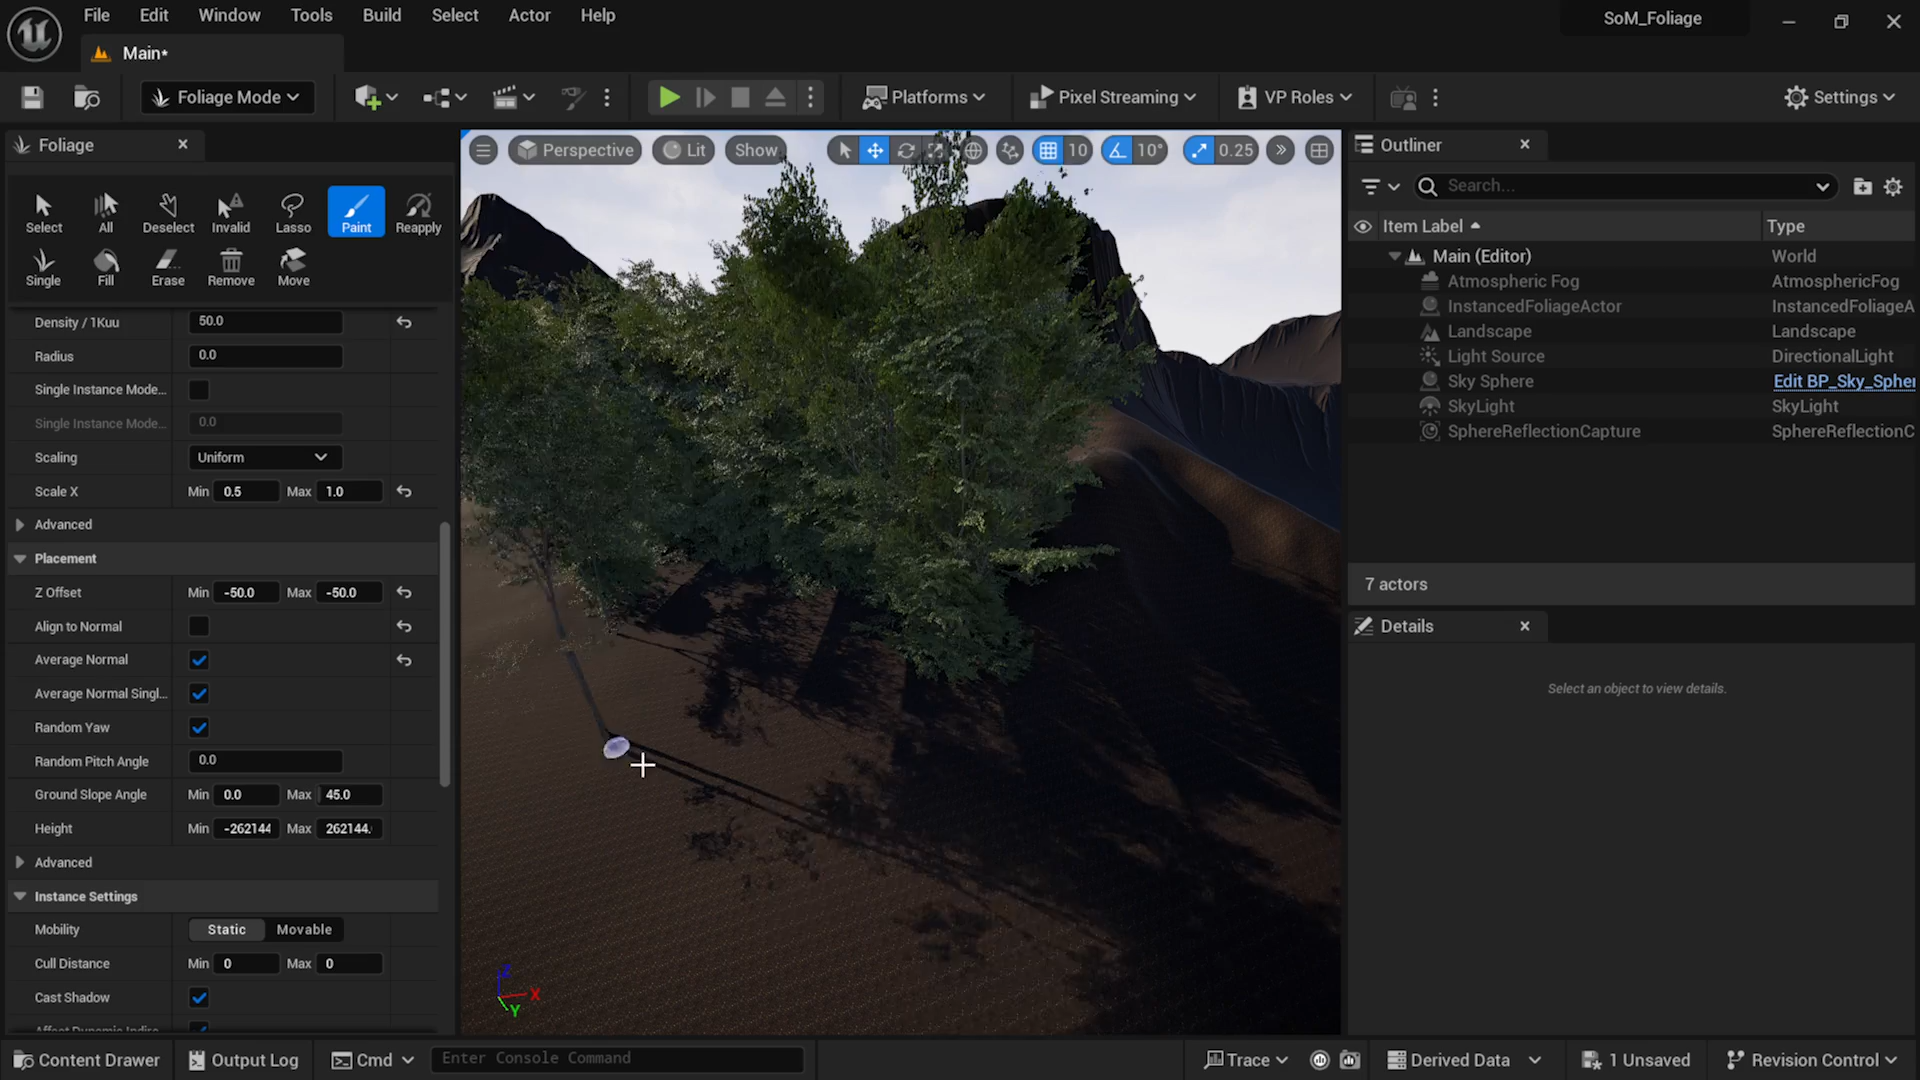 File Edit Window Tools Build Select Actor Help
SoM_Foliage
Main*
Foliage Mode
Platforms
Pixel Streaming
VP Roles
Settings
Foliage
Select All Deselect Invalid Lasso Paint Reapply
Single Fill Erase Remove Move
Density / 1Kuu 50.0
Radius 0.0
Single Instance Mode...
Single Instance Mode... 0.0
Scaling Uniform
Scale X Min 0.5 Max 1.0
Advanced
Placement
Z Offset Min -50.0 Max -50.0
Align to Normal
Average Normal
Average Normal Singl...
Random Yaw
Random Pitch Angle 0.0
Ground Slope Angle Min 0.0 Max 45.0
Height Min -262144 Max 262144.
Advanced
Instance Settings
Mobility Static Movable
Cull Distance Min 0 Max 0
Cast Shadow
Perspective Lit Show 10 10° 0.25
Z
X
Y
Outliner
Search...
Item Label Type
Main (Editor) World
Atmospheric Fog AtmosphericFog
InstancedFoliageActor InstancedFoliageA
Landscape Landscape
Light Source DirectionalLight
Sky Sphere Edit BP_Sky_Spher
SkyLight SkyLight
SphereReflectionCapture SphereReflectionC
7 actors
Details
Select an object to view details.
Content Drawer Output Log Cmd Enter Console Command Trace Derived Data 1 Unsaved Revision Control